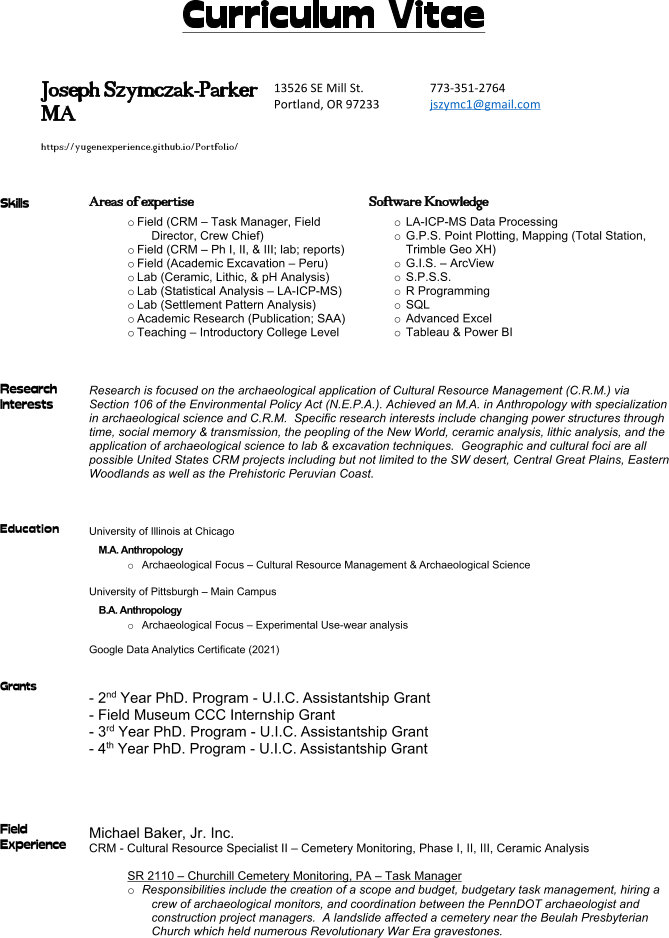 Curriculum Vitae
Joseph Szymczak-Parker
MA
13526 SE Mill St.
Portland, OR 97233
773-351-2764
jszymc1@gmail.com
https://yugenexperience.github.io/Portfolio/
Skills
Areas of expertise
o Field (CRM – Task Manager, Field
Director, Crew Chief)
o Field (CRM – Ph I, II, & III; lab; reports)
o Field (Academic Excavation – Peru)
o Lab (Ceramic, Lithic, & pH Analysis)
o Lab (Statistical Analysis – LA-ICP-MS)
o Lab (Settlement Pattern Analysis)
o Academic Research (Publication; SAA)
o Teaching – Introductory College Level
Software Knowledge
o LA-ICP-MS Data Processing
o G.P.S. Point Plotting, Mapping (Total Station,
Trimble Geo XH)
o G.I.S. – ArcView
o S.P.S.S.
o R Programming
o SQL
o Advanced Excel
o Tableau & Power BI
Research
Interests
Research is focused on the archaeological application of Cultural Resource Management (C.R.M.) via
Section 106 of the Environmental Policy Act (N.E.P.A.). Achieved an M.A. in Anthropology with specialization
in archaeological science and C.R.M. Specific research interests include changing power structures through
time, social memory & transmission, the peopling of the New World, ceramic analysis, lithic analysis, and the
application of archaeological science to lab & excavation techniques. Geographic and cultural foci are all
possible United States CRM projects including but not limited to the SW desert, Central Great Plains, Eastern
Woodlands as well as the Prehistoric Peruvian Coast.
Education
University of Illinois at Chicago
M.A. Anthropology
o Archaeological Focus – Cultural Resource Management & Archaeological Science
University of Pittsburgh – Main Campus
B.A. Anthropology
o Archaeological Focus – Experimental Use-wear analysis
Google Data Analytics Certificate (2021)
Grants
- 2nd Year PhD. Program - U.I.C. Assistantship Grant
- Field Museum CCC Internship Grant
- 3rd Year PhD. Program - U.I.C. Assistantship Grant
- 4th Year PhD. Program - U.I.C. Assistantship Grant
Field
Experience
Michael Baker, Jr. Inc.
CRM - Cultural Resource Specialist II – Cemetery Monitoring, Phase I, II, III, Ceramic Analysis
SR 2110 – Churchill Cemetery Monitoring, PA – Task Manager
o Responsibilities include the creation of a scope and budget, budgetary task management, hiring a
crew of archaeological monitors, and coordination between the PennDOT archaeologist and
construction project managers. A landslide affected a cemetery near the Beulah Presbyterian
Church which held numerous Revolutionary War Era gravestones.